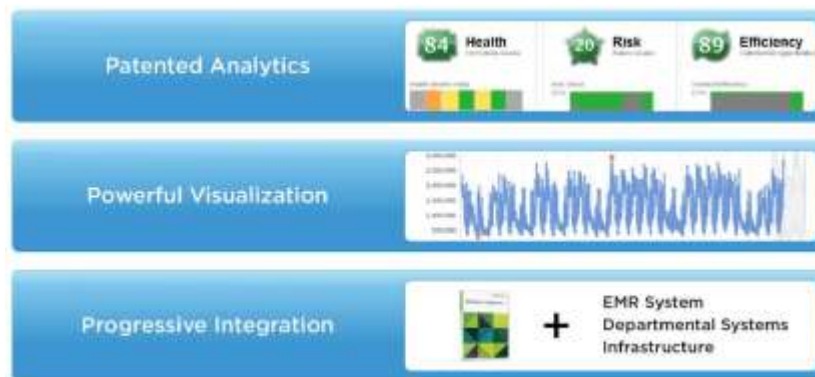 Patented Analytics
84 Health
20 Risk
89 Efficiency
Powerful Visualization
Progressive Integration
+
EMR System
Departmental Systems
Infrastructure